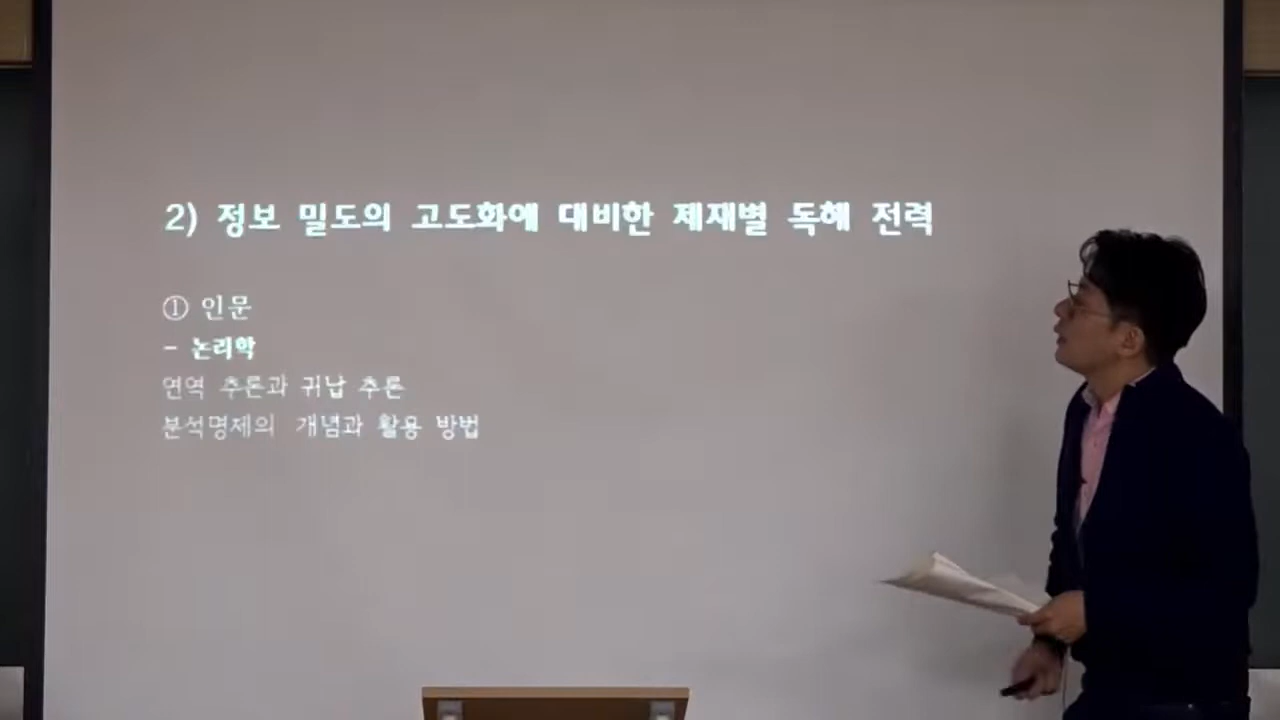 2) 정보 밀도의 고도화에 대비한 제재별 독해 전력
① 인문
- 논리학
연역 추론과 귀납 추론
분석명제의 개념과 활용 방법